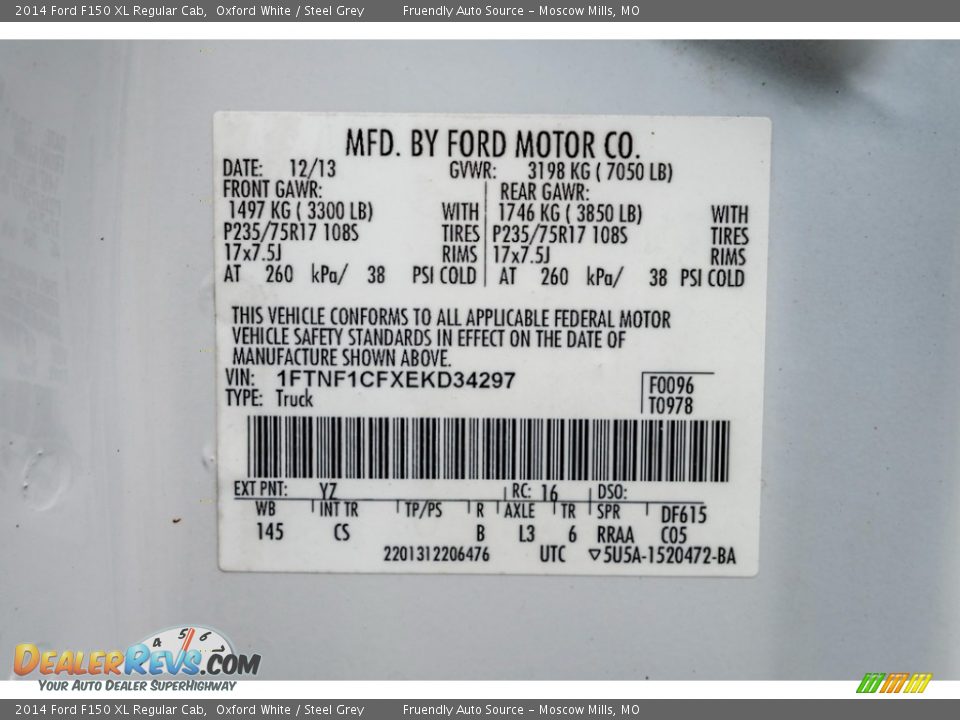 2014 Ford F150 XL Regular Cab, Oxford White / Steel Grey Fruendly Auto Source - Moscow Mills, MO
MFD. BY FORD MOTOR CO.
DATE: 12/13 GVWR: 3198 KG ( 7050 LB)
FRONT GAWR: REAR GAWR:
1497 KG ( 3300 LB) WITH 1746 KG ( 3850 LB) WITH
P235/75R17 108S TIRES P235/75R17 108S TIRES
17x7.5J RIMS 17x7.5J RIMS
AT 260 kPa/ 38 PSI COLD AT 260 kPa/ 38 PSI COLD
THIS VEHICLE CONFORMS TO ALL APPLICABLE FEDERAL MOTOR
VEHICLE SAFETY STANDARDS IN EFFECT ON THE DATE OF
MANUFACTURE SHOWN ABOVE.
VIN: 1FTNF1CFXEKD34297 F0096
TYPE: Truck T0978
EXT PNT: YZ RC: 16 DSO:
WB INT TR TP/PS R AXLE TR SPR DF615
145 CS B L3 6 RRAA C05
2201312206476 UTC ▽5U5A-1520472-BA
4 5 6 7
DEALERREVS.COM
YOUR AUTO DEALER SUPERHIGHWAY
2014 Ford F150 XL Regular Cab, Oxford White / Steel Grey Fruendly Auto Source - Moscow Mills, MO